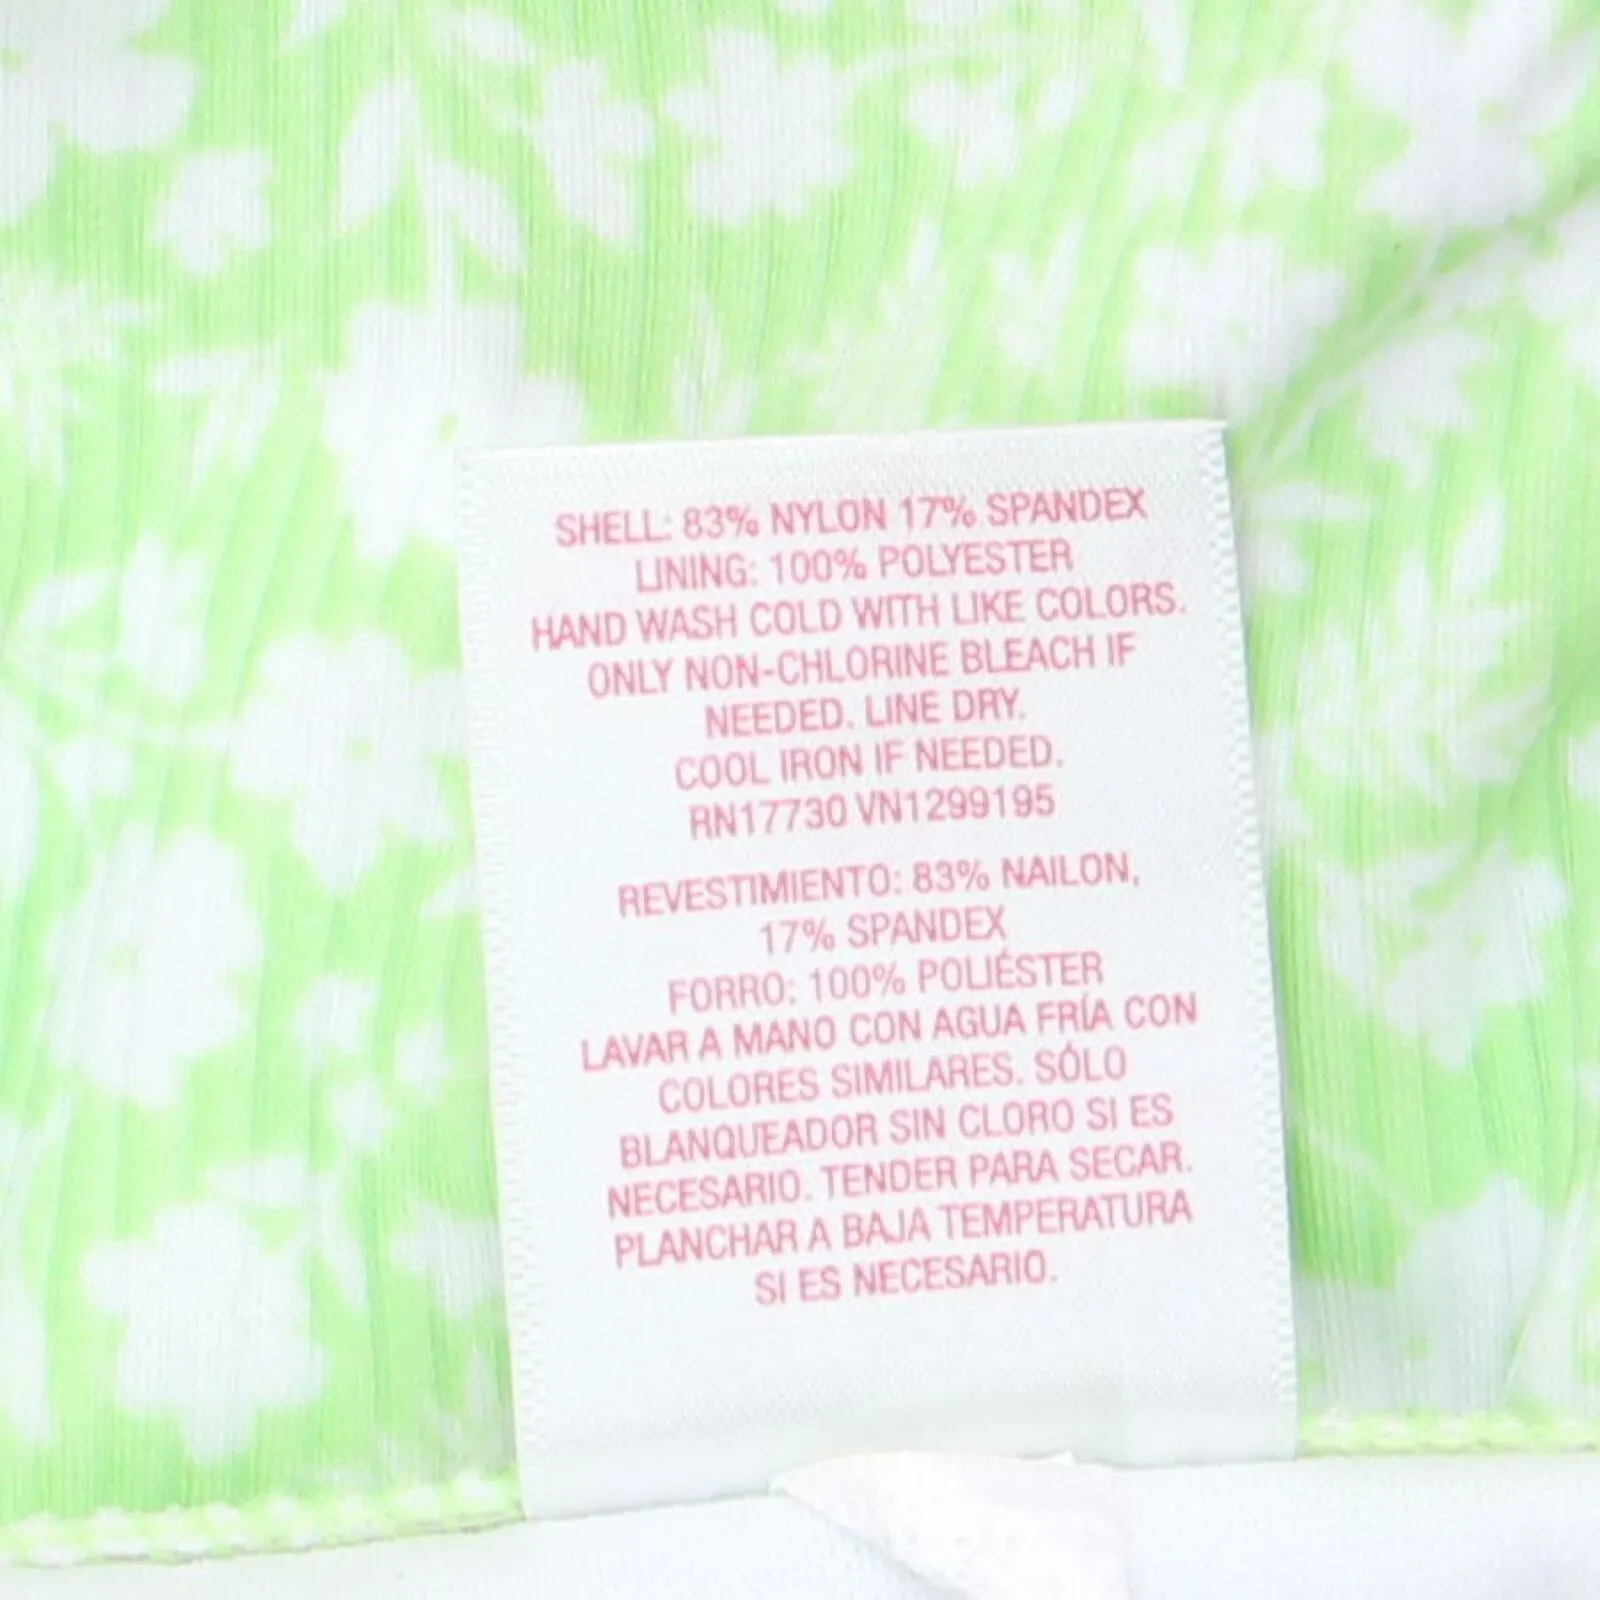 SHELL: 83% NYLON 17% SPANDEX
LINING: 100% POLYESTER
HAND WASH COLD WITH LIKE COLORS.
ONLY NON-CHLORINE BLEACH IF
NEEDED. LINE DRY.
COOL IRON IF NEEDED.
RN17730 VN1299195
REVESTIMIENTO: 83% NAILON,
17% SPANDEX
FORRO: 100% POLIÉSTER
LAVAR A MANO CON AGUA FRÍA CON
COLORES SIMILARES. SÓLO
BLANQUEADOR SIN CLORO SI ES
NECESARIO. TENDER PARA SECAR.
PLANCHAR A BAJA TEMPERATURA
SI ES NECESARIO.